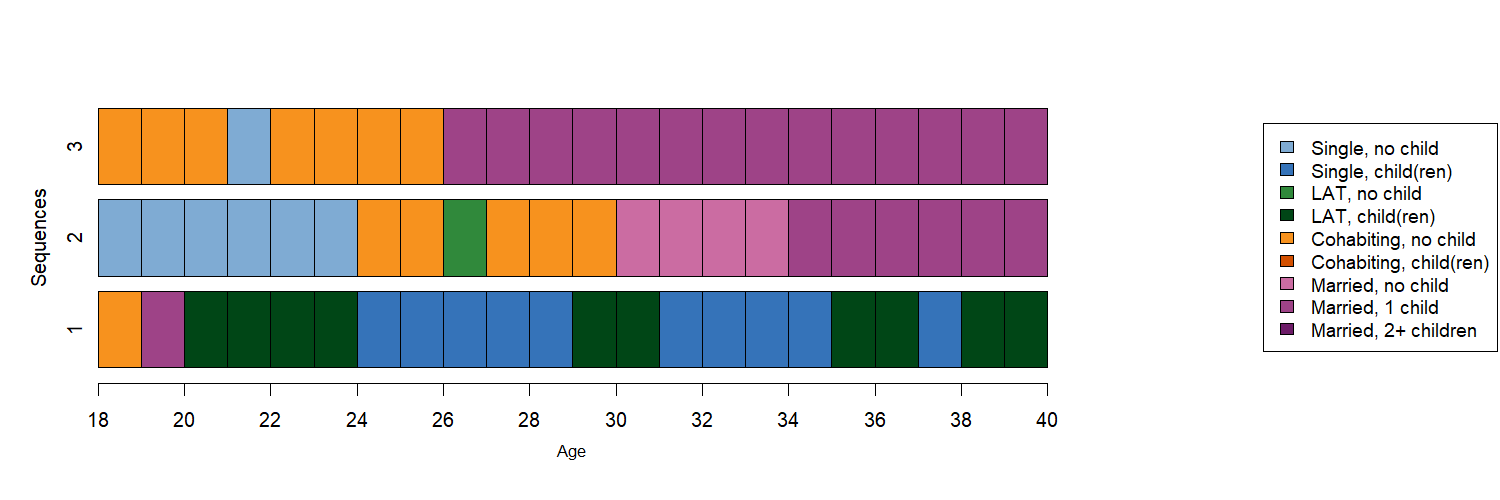 Sequences
3
2
1
18 20 22 24 26 28 30 32 34 36 38 40
Age
Single, no child
Single, child(ren)
LAT, no child
LAT, child(ren)
Cohabiting, no child
Cohabiting, child(ren)
Married, no child
Married, 1 child
Married, 2+ children